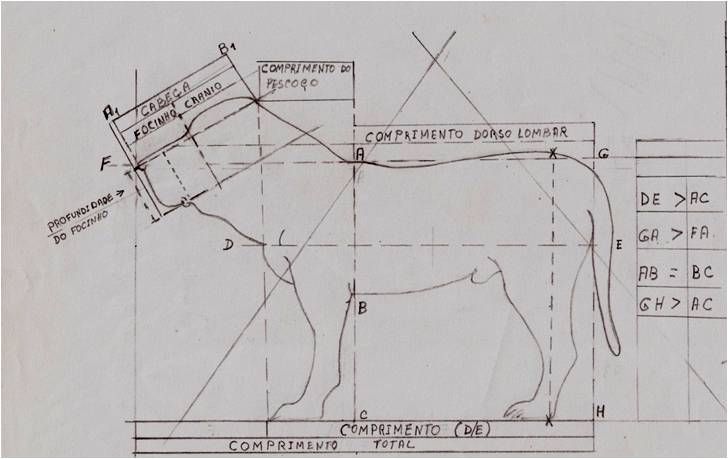 B1
A1
CABEÇA
FOCINHO CRANIO
COMPRIMENTO DO
PESCOÇO
COMPRIMENTO DORSO LOMBAR
F
A
X
G
PROFUNDIDADE →
DO FOCINHO
D
E
B
C
X
H
DE > AC
GA > FA
AB = BC
GH > AC
COMPRIMENTO (D/E)
COMPRIMENTO TOTAL